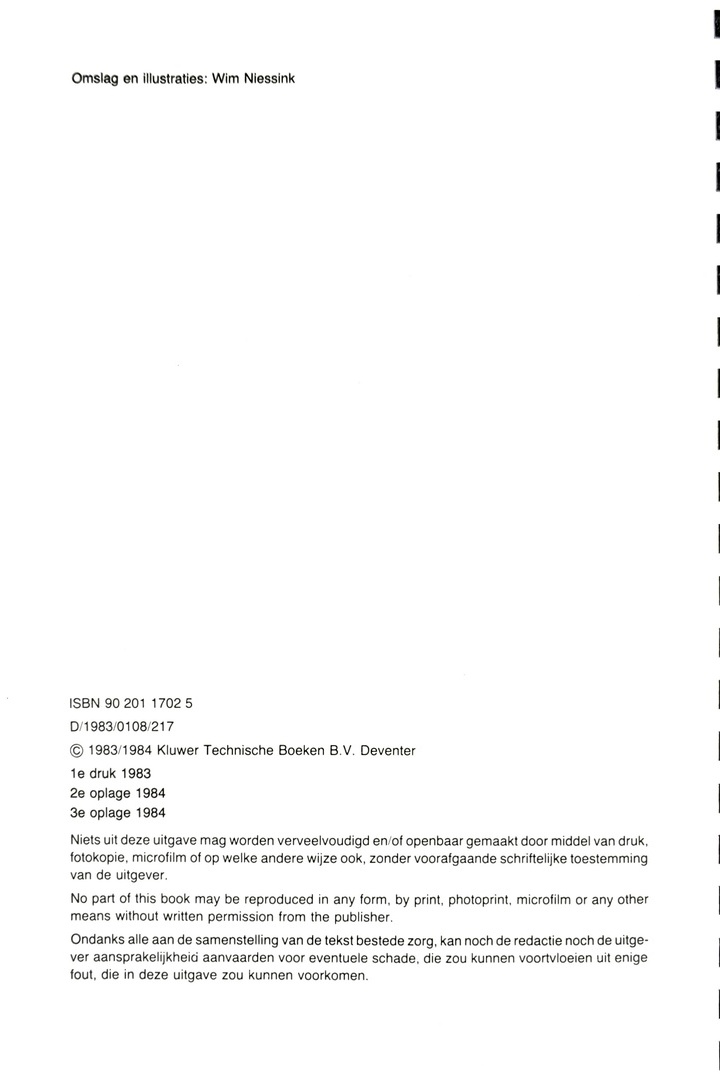 Omslag en illustraties: Wim Niessink
ISBN 90 201 1702 5
D/1983/0108/217
© 1983/1984 Kluwer Technische Boeken B.V. Deventer
1e druk 1983
2e oplage 1984
3e oplage 1984
Niets uit deze uitgave mag worden verveelvoudigd en/of openbaar gemaakt door middel van druk,
fotokopie, microfilm of op welke andere wijze ook, zonder voorafgaande schriftelijke toestemming
van de uitgever.
No part of this book may be reproduced in any form, by print, photoprint, microfilm or any other
means without written permission from the publisher.
Ondanks alle aan de samenstelling van de tekst bestede zorg, kan noch de redactie noch de uitge-
ver aansprakelijkheid aanvaarden voor eventuele schade, die zou kunnen voortvloeien uit enige
fout, die in deze uitgave zou kunnen voorkomen.